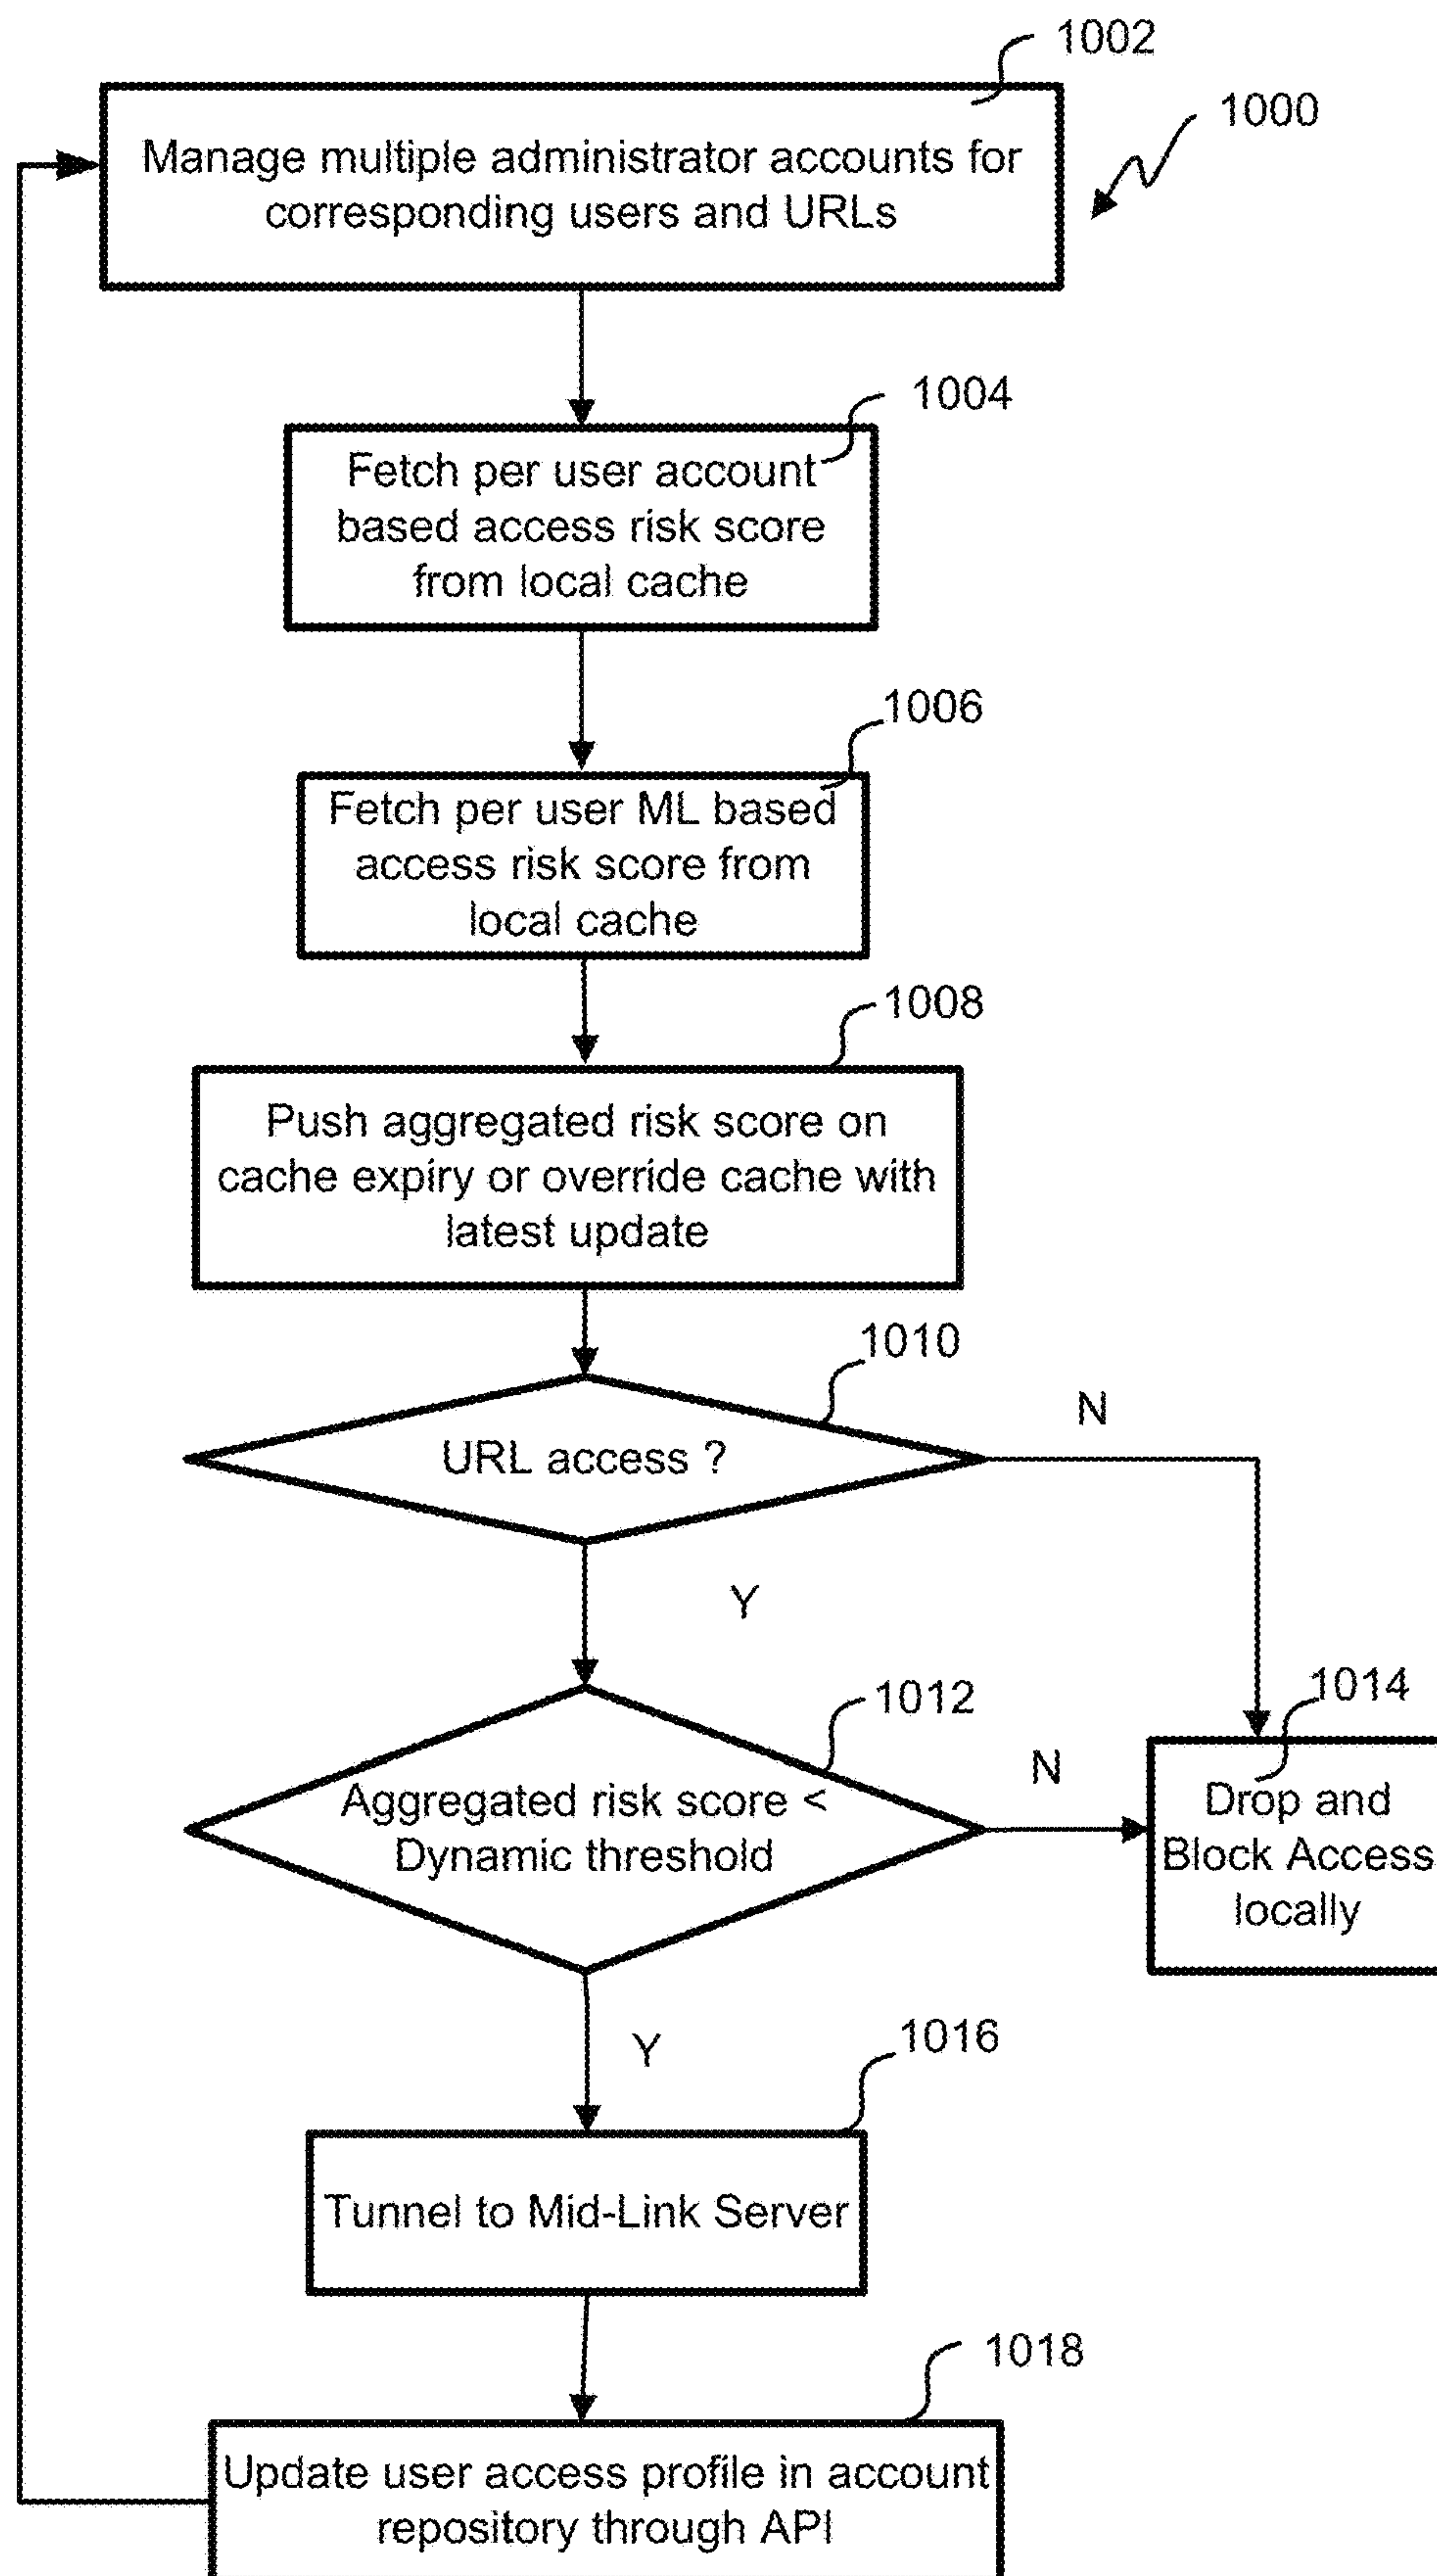 1002
1000
Manage multiple administrator accounts for
corresponding users and URLs
1004
Fetch per user account
based access risk score
from local cache
1006
Fetch per user ML based
access risk score from
local cache
1008
Push aggregated risk score on
cache expiry or override cache with
latest update
1010
URL access ?
N
Y
1012
Aggregated risk score <
Dynamic threshold
N
1014
Drop and
Block Access
locally
Y
1016
Tunnel to Mid-Link Server
1018
Update user access profile in account
repository through API